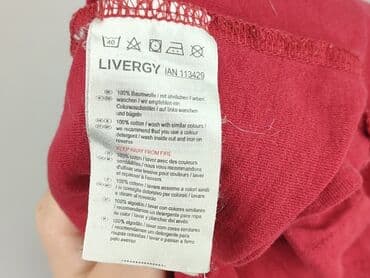 40
LIVERGY IAN 113429
100% Baumwolle / mit ähnlichen Farben
waschen / wir empfehlen ein
Colorwaschmittel / auf links waschen
und bügeln
100% cotton / wash with similar colours /
we recommend that you use a colour
detergent / wash inside out and iron on
reverse
KEEP AWAY FROM FIRE
100% coton / laver avec des couleurs
similaires / nous recommandons
d'utiliser une lessive pour couleurs / laver
et repasser à l'envers
100% cotone / lavare assieme a colori simili
/ si consiglia detersivo per colori / lavare e
stirare al rovescio
100% algodón / lavar con colores similares
/ recomendamos un detergente para ropa
de color / lavar y planchar del revés
100% algodão / lavar com cores similares
/ recomendamos um detergente de roupa
de cor / lavar e passar a ferro
pelo avesso